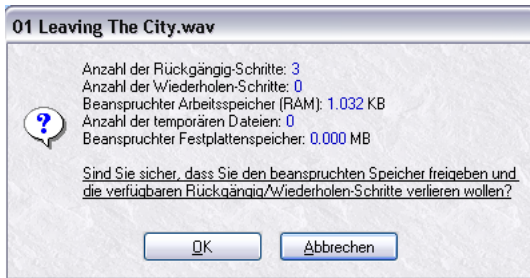 01 Leaving The City.wav
Anzahl der Rückgängig-Schritte: 3
Anzahl der Wiederholen-Schritte: 0
Beanspruchter Arbeitsspeicher (RAM): 1.032 KB
Anzahl der temporären Dateien: 0
Beanspruchter Festplattenspeicher: 0.000 MB
Sind Sie sicher, dass Sie den beanspruchten Speicher freigeben und
die verfügbaren Rückgängig/Wiederholen-Schritte verlieren wollen?
OK Abbrechen